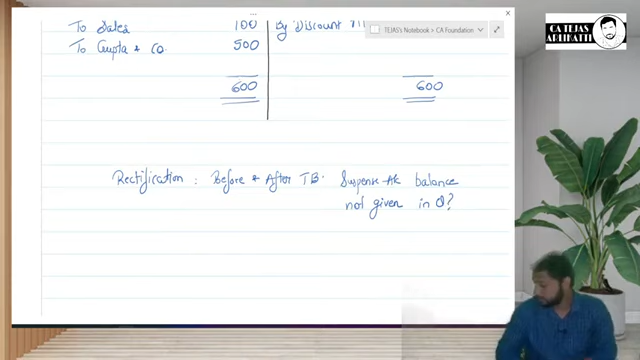 To Sales 100 By Discount
To Gupta & Co. 500
TEJAS's Notebook > CA Foundation
600 600
Rectification : Before & After TB. Suspense A/c balance
not given in Q?
CA TEJAS